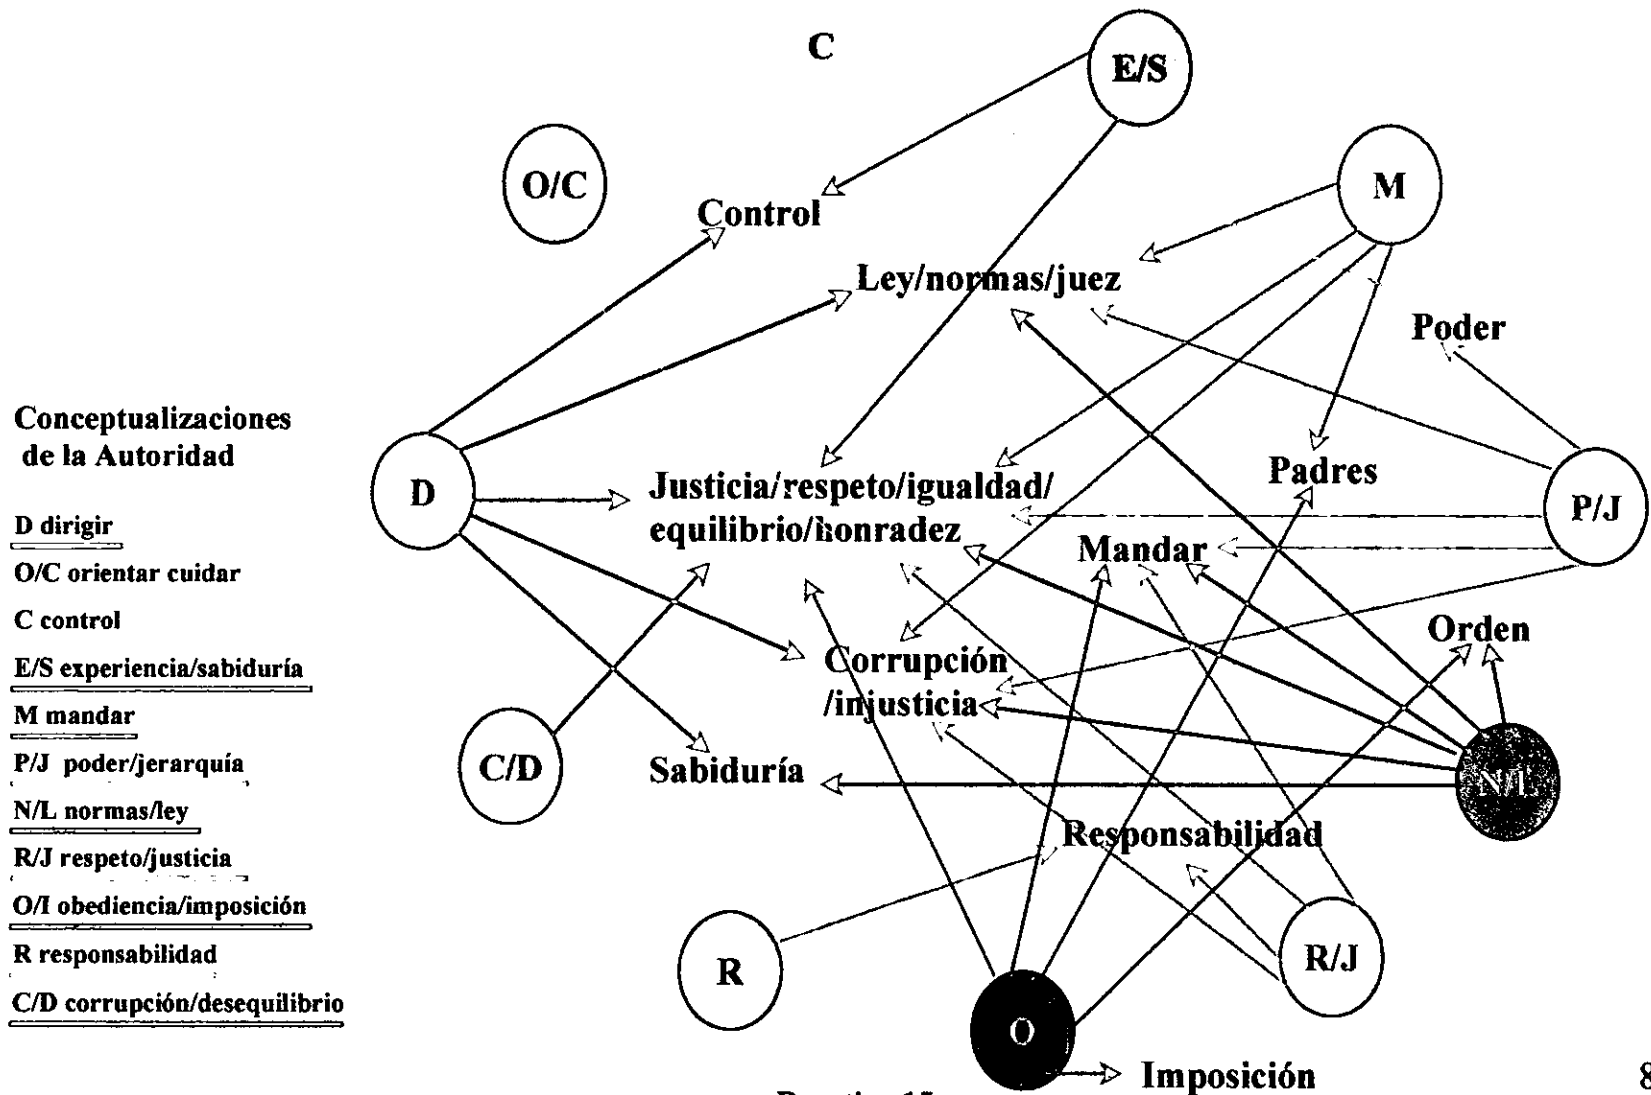 C
E/S
O/C
M
Control
Ley/normas/juez
Poder
Conceptualizaciones
de la Autoridad
D
Justicia/respeto/igualdad/
equilibrio/honradez
Padres
P/J
Mandar
D dirigir
O/C orientar cuidar
C control
E/S experiencia/sabiduría
M mandar
P/J poder/jerarquía
N/L normas/ley
R/J respeto/justicia
O/I obediencia/imposición
R responsabilidad
C/D corrupción/desequilibrio
Orden
Corrupción
/injusticia
C/D
Sabiduría
N/L
Responsabilidad
R
R/J
O
Imposición
8